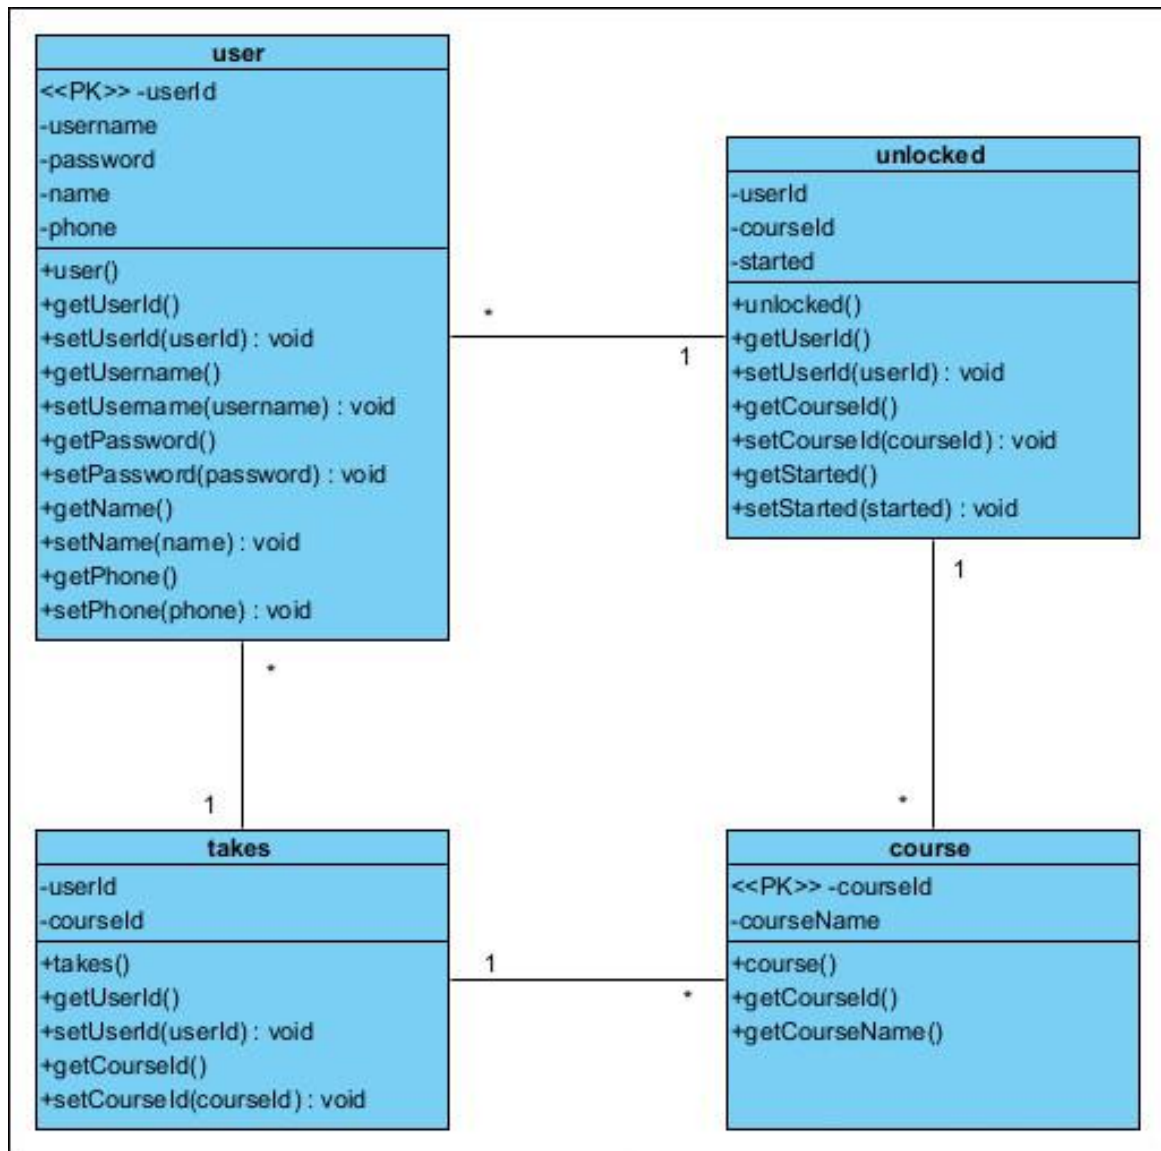 user
<<PK>> -userId
-username
-password
-name
-phone
+user()
+getUserId()
+setUserId(userId) : void
+getUsername()
+setUsername(username) : void
+getPassword()
+setPassword(password) : void
+getName()
+setName(name) : void
+getPhone()
+setPhone(phone) : void
*
1
unlocked
-userId
-courseId
-started
+unlocked()
+getUserId()
+setUserId(userId) : void
+getCourseId()
+setCourseId(courseId) : void
+getStarted()
+setStarted(started) : void
1
*
*
1
takes
-userId
-courseId
+takes()
+getUserId()
+setUserId(userId) : void
+getCourseId()
+setCourseId(courseId) : void
1
*
course
<<PK>> -courseId
-courseName
+course()
+getCourseId()
+getCourseName()